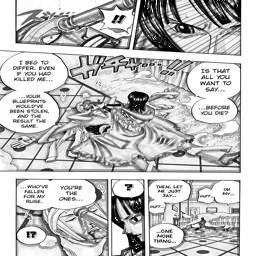 !!
IS THAT
ALL YOU
WANT TO
SAY...
...BEFORE
YOU DIE?
I BEG TO
DIFFER. EVEN
IF YOU HAD
KILLED ME...
...YOUR
BLUEPRINTS
WOULD'VE
BEEN STOLEN,
AND THE
RESULT THE
SAME.
OH
MY...
THEN, LET
ME JUST
SAY...
HUFF...
...ONE
MORE
THING...
?
YOU'RE
THE
ONES...
...WHO'VE
FALLEN FOR
MY RUSE.
!?